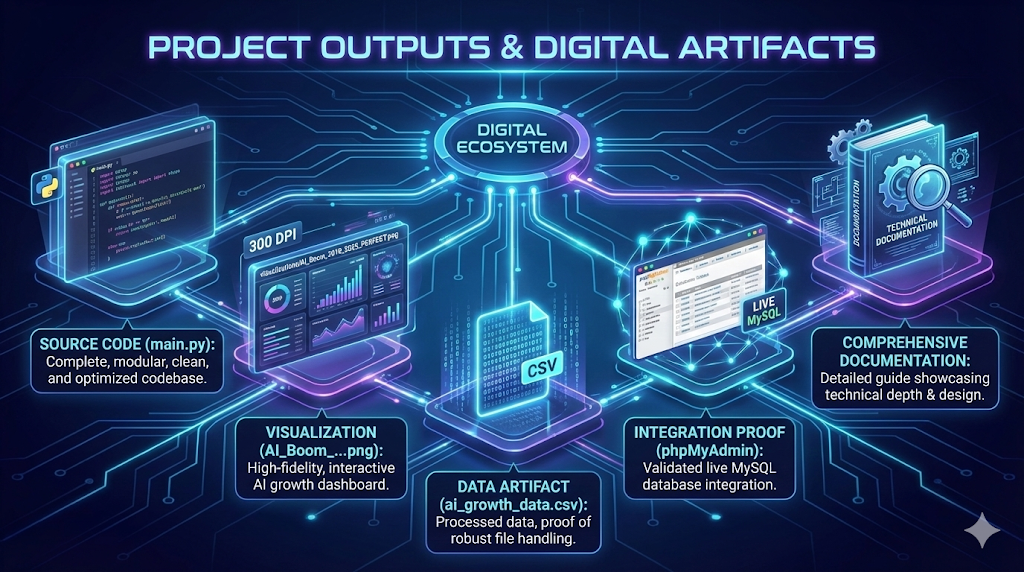 PROJECT OUTPUTS & DIGITAL ARTIFACTS
DIGITAL
ECOSYSTEM
main.py
300 DPI
CSV
LIVE
MySQL
DOCUMENTATION
TECHNICAL
DOCUMENTATION
SOURCE CODE (main.py):
Complete, modular, clean,
and optimized codebase.
VISUALIZATION
(AI_Boom_...png):
High-fidelity, interactive
AI growth dashboard.
DATA ARTIFACT
(ai_growth_data.csv):
Processed data, proof of
robust file handling.
INTEGRATION PROOF
(phpMyAdmin):
Validated live MySQL
database integration.
COMPREHENSIVE
DOCUMENTATION:
Detailed guide showcasing
technical depth & design.